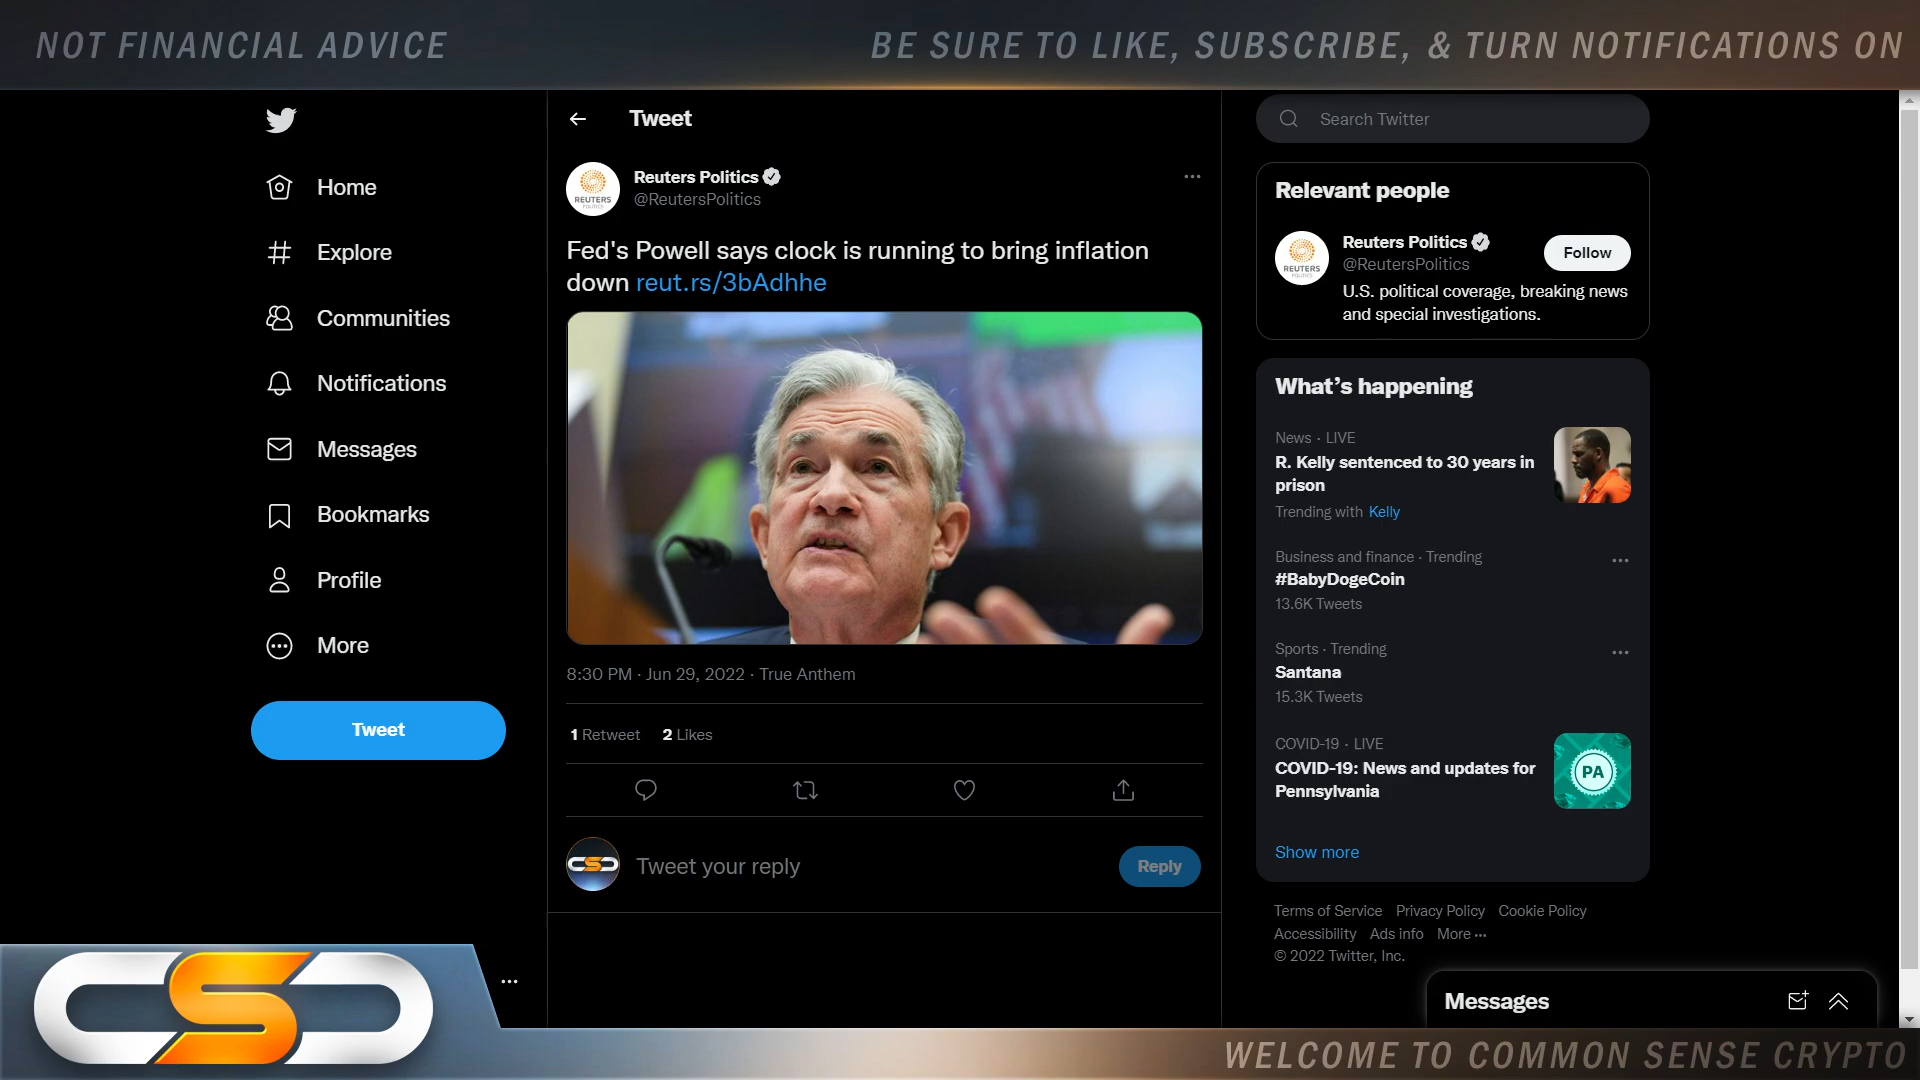 NOT FINANCIAL ADVICE
BE SURE TO LIKE, SUBSCRIBE, & TURN NOTIFICATIONS ON
Home
Explore
Communities
Notifications
Messages
Bookmarks
Profile
More
Tweet
Tweet
Reuters Politics
@ReutersPolitics
REUTERS
POLITICS
Fed's Powell says clock is running to bring inflation
down reut.rs/3bAdhhe
8:30 PM · Jun 29, 2022 · True Anthem
1 Retweet 2 Likes
Tweet your reply
Reply
Search Twitter
Relevant people
REUTERS
POLITICS
Reuters Politics
@ReutersPolitics
Follow
U.S. political coverage, breaking news
and special investigations.
What's happening
News · LIVE
R. Kelly sentenced to 30 years in
prison
Trending with Kelly
Business and finance · Trending
#BabyDogeCoin
13.6K Tweets
Sports · Trending
Santana
15.3K Tweets
COVID-19 · LIVE
COVID-19: News and updates for
Pennsylvania
PA
Show more
Terms of Service Privacy Policy Cookie Policy
Accessibility Ads info More ···
© 2022 Twitter, Inc.
Messages
CSC
WELCOME TO COMMON SENSE CRYPTO